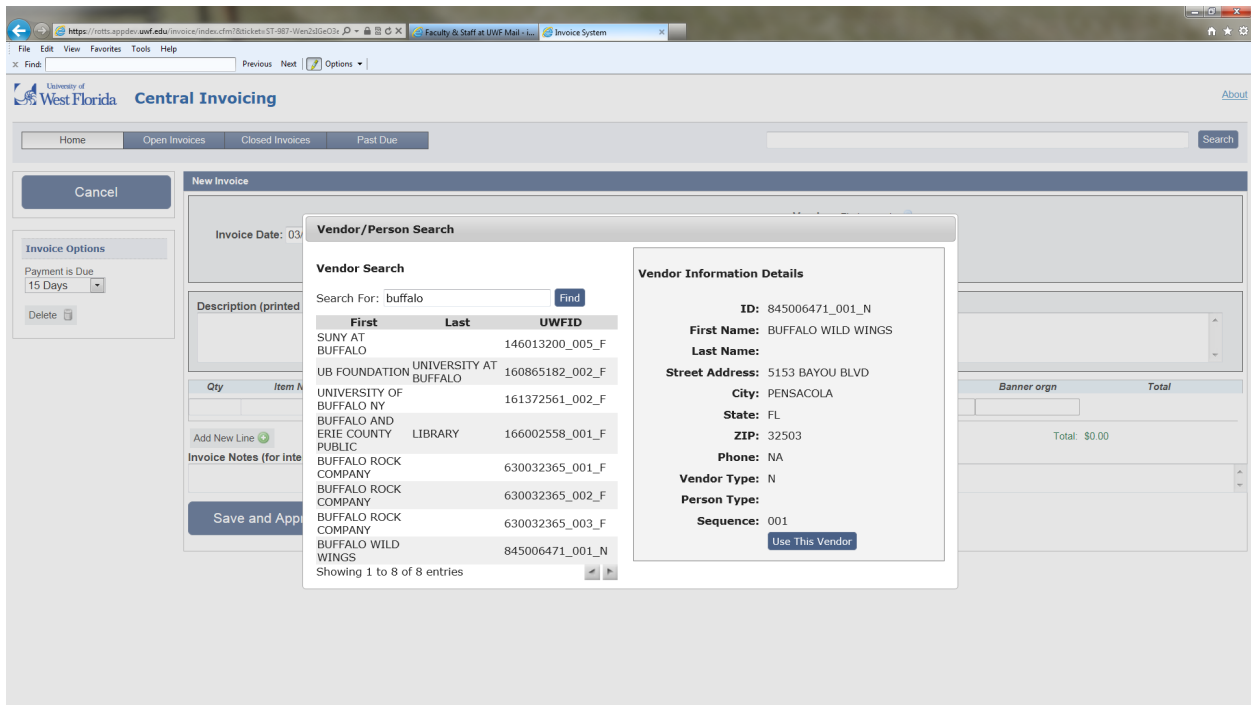 https://rotts.appdev.uwf.edu/invoice/index.cfm?&ticket=ST-987-Wen2sIGeO3e
Faculty & Staff at UWF Mail - i...
Invoice System
File Edit View Favorites Tools Help
x Find: Previous Next Options
University of
West Florida
Central Invoicing
About
Home Open Invoices Closed Invoices Past Due
Search
Cancel
New Invoice
Invoice Date: 03/
Invoice Options
Payment is Due
15 Days
Delete
Description (printed
Qty Item N
Banner orgn Total
Add New Line
Total: $0.00
Invoice Notes (for inte
Save and Appr
Vendor/Person Search
Vendor Search
Search For: buffalo Find
First Last UWFID
SUNY AT
BUFFALO 146013200_005_F
UB FOUNDATION UNIVERSITY AT
BUFFALO 160865182_002_F
UNIVERSITY OF
BUFFALO NY 161372561_002_F
BUFFALO AND
ERIE COUNTY LIBRARY 166002558_001_F
PUBLIC
BUFFALO ROCK
COMPANY 630032365_001_F
BUFFALO ROCK
COMPANY 630032365_002_F
BUFFALO ROCK
COMPANY 630032365_003_F
BUFFALO WILD
WINGS 845006471_001_N
Showing 1 to 8 of 8 entries
Vendor Information Details
ID: 845006471_001_N
First Name: BUFFALO WILD WINGS
Last Name:
Street Address: 5153 BAYOU BLVD
City: PENSACOLA
State: FL
ZIP: 32503
Phone: NA
Vendor Type: N
Person Type:
Sequence: 001
Use This Vendor